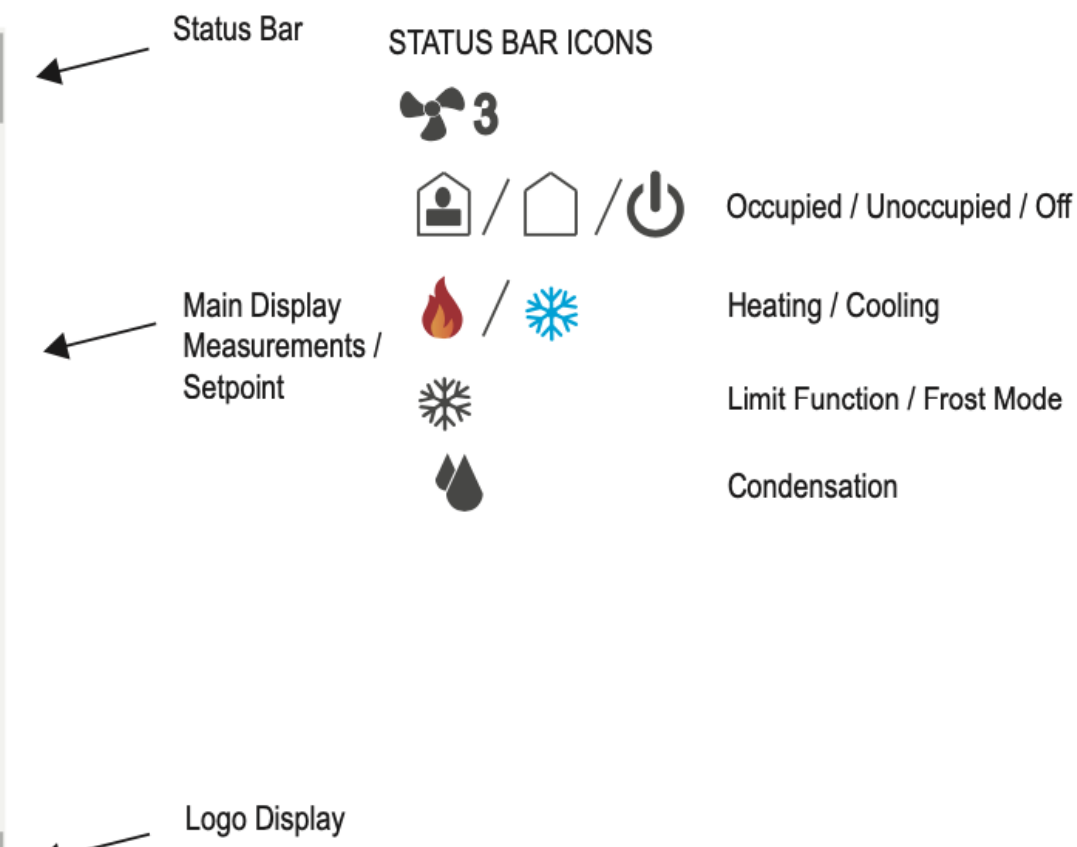 Status Bar
STATUS BAR ICONS
3
Occupied / Unoccupied / Off
Main Display
Measurements /
Setpoint
Heating / Cooling
Limit Function / Frost Mode
Condensation
Logo Display